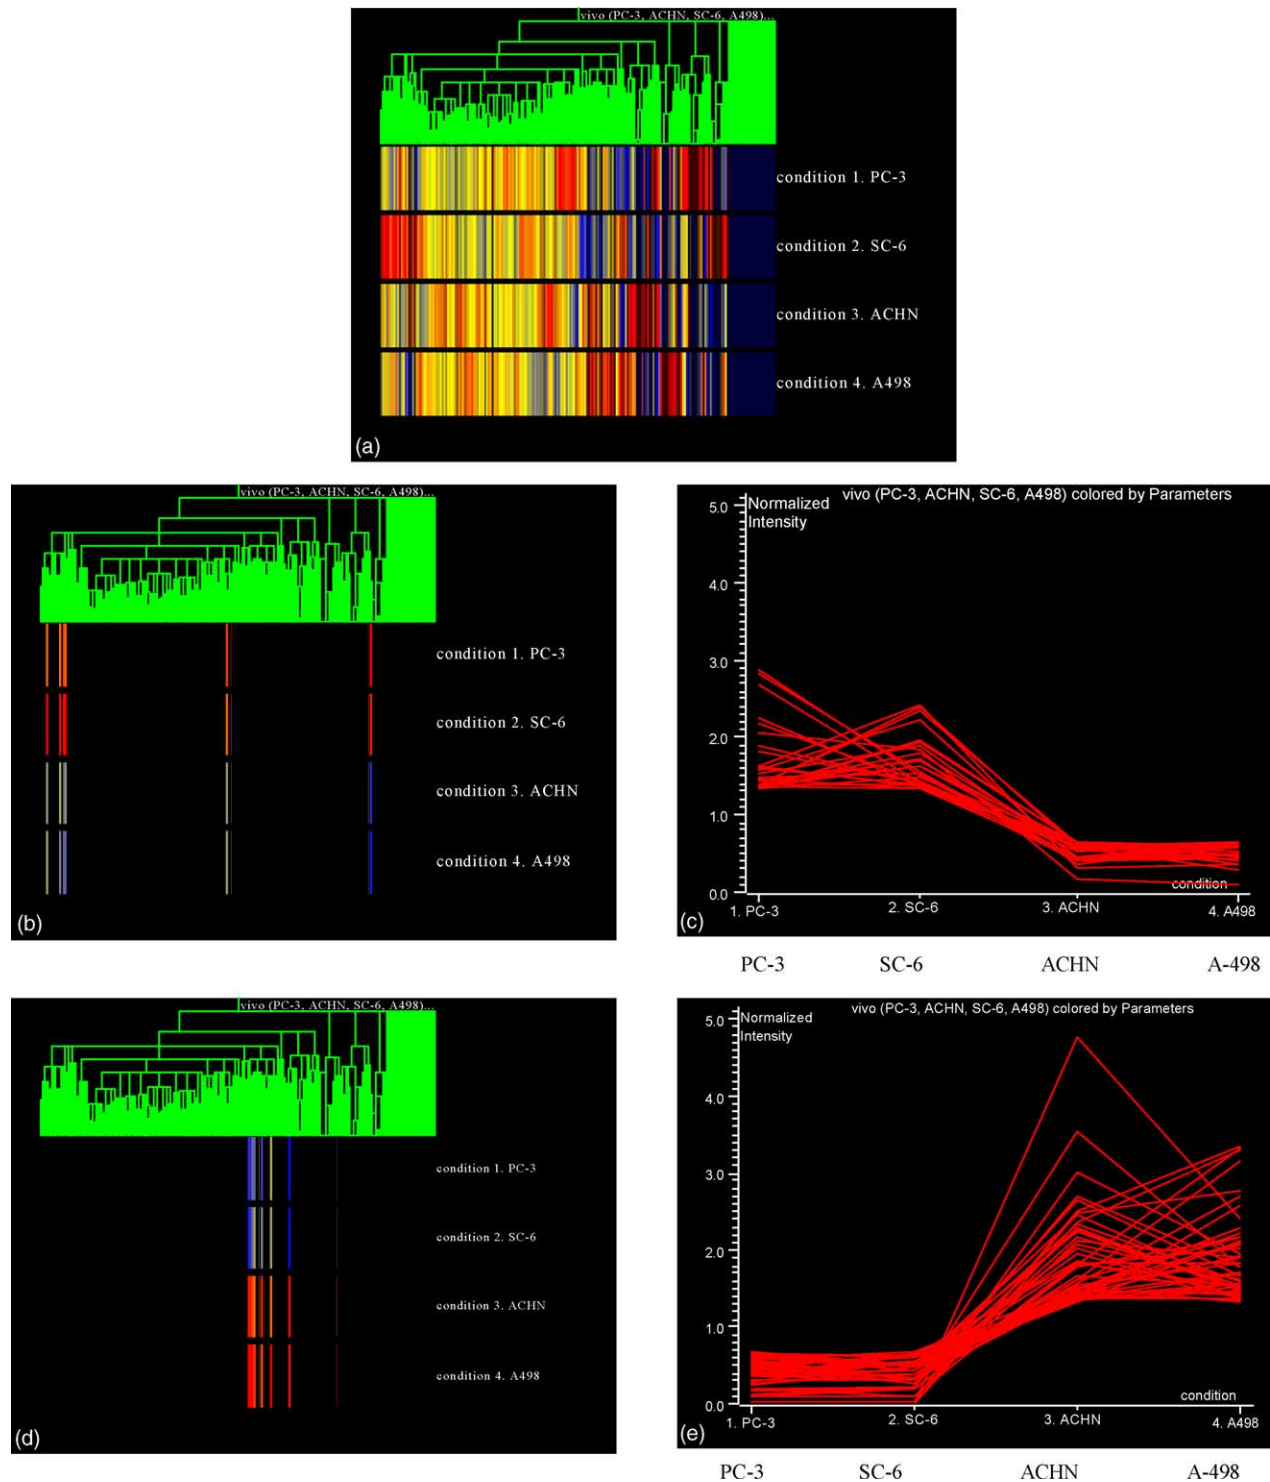 vivo (PC-3, ACHN, SC-6, A498)...
condition 1. PC-3
condition 2. SC-6
condition 3. ACHN
condition 4. A498
(a)
vivo (PC-3, ACHN, SC-6, A498)...
condition 1. PC-3
condition 2. SC-6
condition 3. ACHN
condition 4. A498
(b)
vivo (PC-3, ACHN, SC-6, A498) colored by Parameters
Normalized
Intensity
5.0
4.0
3.0
2.0
1.0
0.0
condition
1. PC-3
2. SC-6
3. ACHN
4. A498
(c)
PC-3
SC-6
ACHN
A-498
vivo (PC-3, ACHN, SC-6, A498)...
condition 1. PC-3
condition 2. SC-6
condition 3. ACHN
condition 4. A498
(d)
vivo (PC-3, ACHN, SC-6, A498) colored by Parameters
Normalized
Intensity
5.0
4.0
3.0
2.0
1.0
0.0
condition
1. PC-3
2. SC-6
3. ACHN
4. A498
(e)
PC-3
SC-6
ACHN
A-498